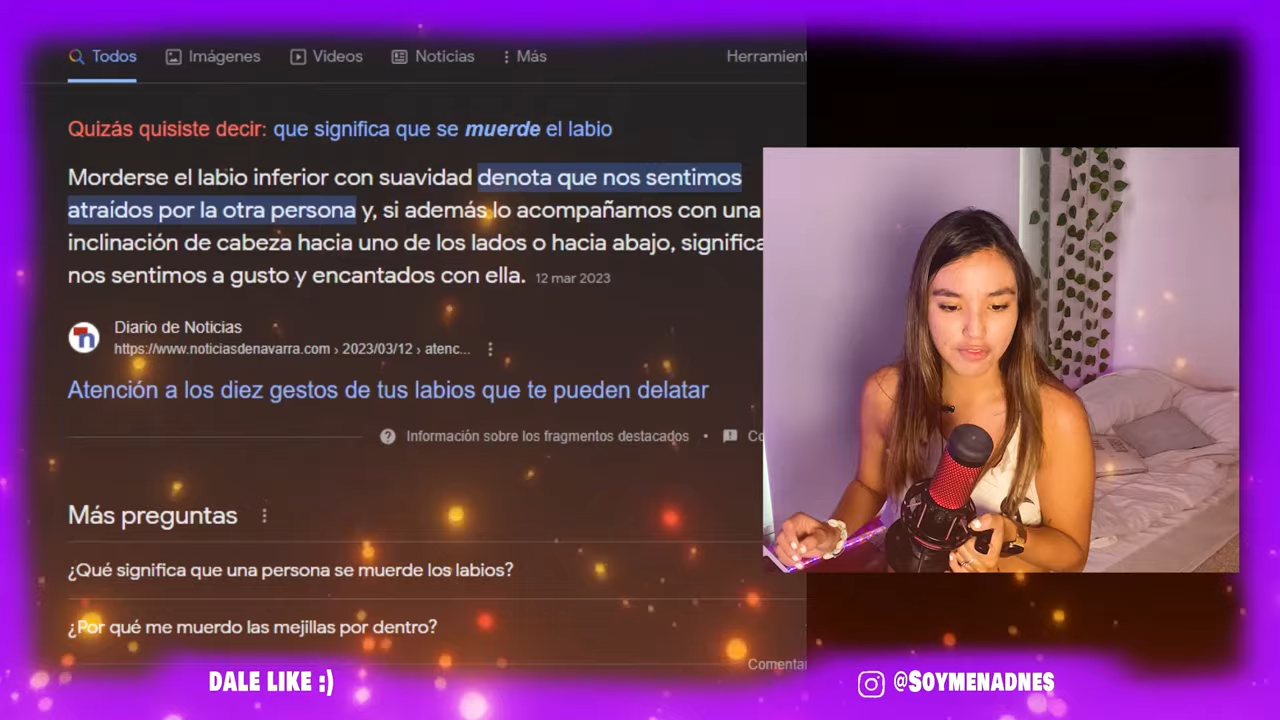 Todos Imágenes Videos Noticias Más Herramient
Quizás quisiste decir: que significa que se muerde el labio
Morderse el labio inferior con suavidad denota que nos sentimos
atraídos por la otra persona y, si además lo acompañamos con una
inclinación de cabeza hacia uno de los lados o hacia abajo, significa
nos sentimos a gusto y encantados con ella. 12 mar 2023
Diario de Noticias
https://www.noticiasdenavarra.com › 2023/03/12 › atenc...
Atención a los diez gestos de tus labios que te pueden delatar
Información sobre los fragmentos destacados • Co
Más preguntas
¿Qué significa que una persona se muerde los labios?
¿Por qué me muerdo las mejillas por dentro?
Comentar
DALE LIKE :)
@SOYMENADNES